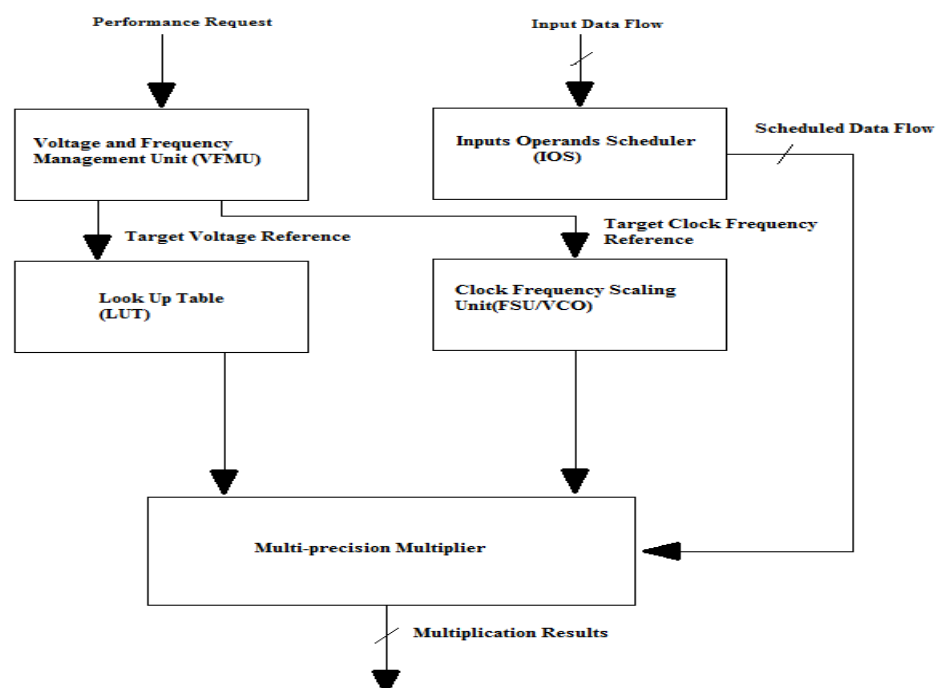 Performance Request
Input Data Flow
Voltage and Frequency
Management Unit (VFMU)
Inputs Operands Scheduler
(IOS)
Scheduled Data Flow
Target Voltage Reference
Target Clock Frequency
Reference
Look Up Table
(LUT)
Clock Frequency Scaling
Unit(FSU/VCO)
Multi-precision Multiplier
Multiplication Results